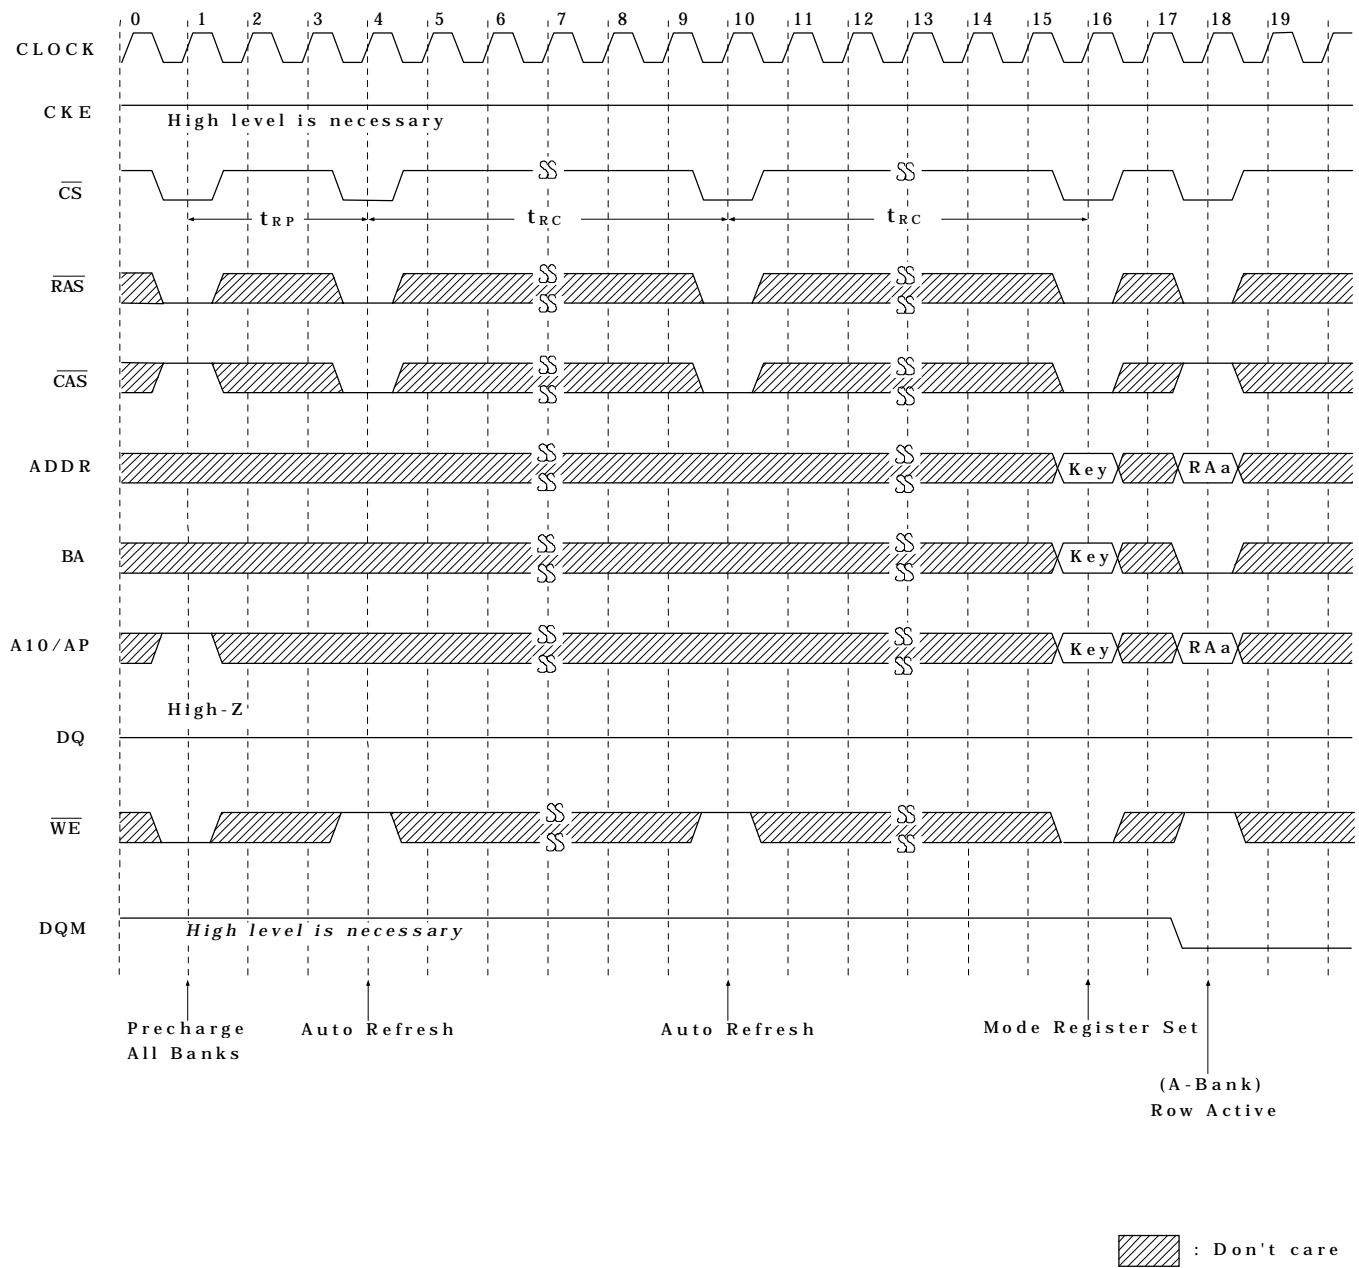 0 1 2 3 4 5 6 7 8 9 10 11 12 13 14 15 16 17 18 19
CLOCK
CKE
High level is necessary
CS
tRP tRC tRC
RAS
CAS
ADDR Key RAa
BA Key
A10/AP Key RAa
High-Z
DQ
WE
DQM
High level is necessary
Precharge
All Banks
Auto Refresh
Auto Refresh
Mode Register Set
(A-Bank)
Row Active
: Don't care